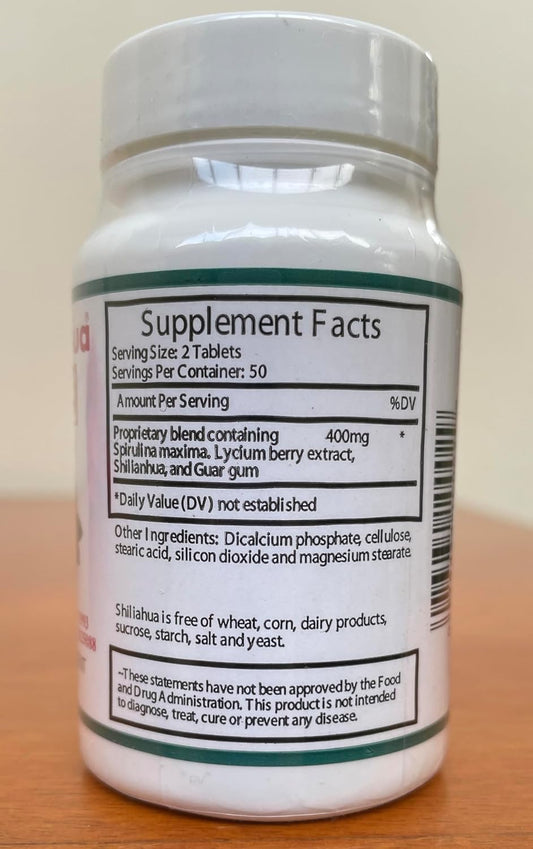 Supplement Facts
Serving Size: 2 Tablets
Servings Per Container: 50
Amount Per Serving %DV
Proprietary blend containing 400mg *
Spirulina maxima, Lycium berry extract,
Shilianhua, and Guar gum
*Daily Value (DV) not established
Other Ingredients: Dicalcium phosphate, cellulose,
stearic acid, silicon dioxide and magnesium stearate.
Shiliahua is free of wheat, corn, dairy products,
sucrose, starch, salt and yeast.
~These statements have not been approved by the Food
and Drug Administration. This product is not intended
to diagnose, treat, cure or prevent any disease.